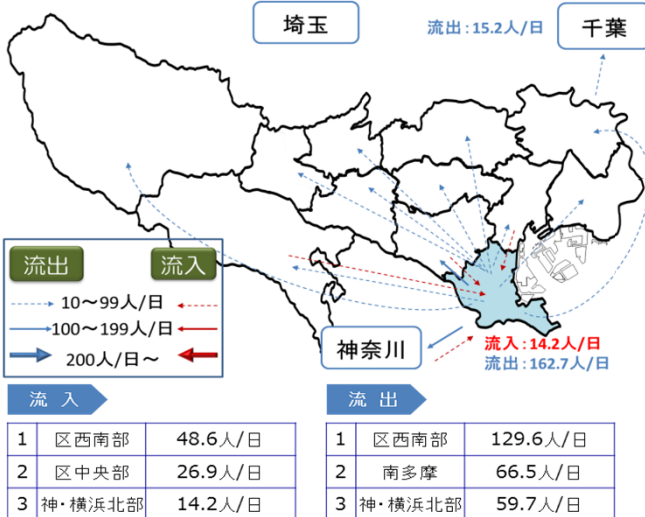 埼玉
流出：15.2人/日
千葉
流出
流入
10～99人/日
100～199人/日
200人/日～
神奈川
流入：14.2人/日
流出：162.7人/日
流入
1 区西南部 48.6人/日
2 区中央部 26.9人/日
3 神・横浜北部 14.2人/日
流出
1 区西南部 129.6人/日
2 南多摩 66.5人/日
3 神・横浜北部 59.7人/日